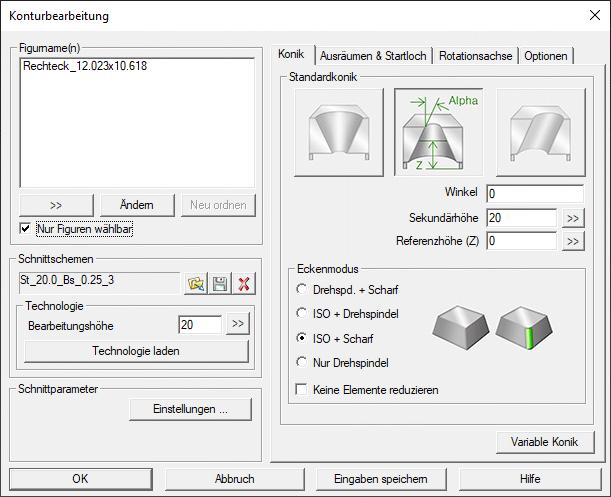 Konturbearbeitung
Figurname(n)
Rechteck_12.023x10.618
>>
Ändern
Neu ordnen
Nur Figuren wählbar
Schnittschemen
St_20.0_Bs_0.25_3
Technologie
Bearbeitungshöhe
20
>>
Technologie laden
Schnittparameter
Einstellungen ...
Konik
Ausräumen & Startloch
Rotationsachse
Optionen
Standardkonik
Alpha
Z
Winkel
0
Sekundärhöhe
20
>>
Referenzhöhe (Z)
0
>>
Eckenmodus
Drehspd. + Scharf
ISO + Drehspindel
ISO + Scharf
Nur Drehspindel
Keine Elemente reduzieren
Variable Konik
OK
Abbruch
Eingaben speichern
Hilfe